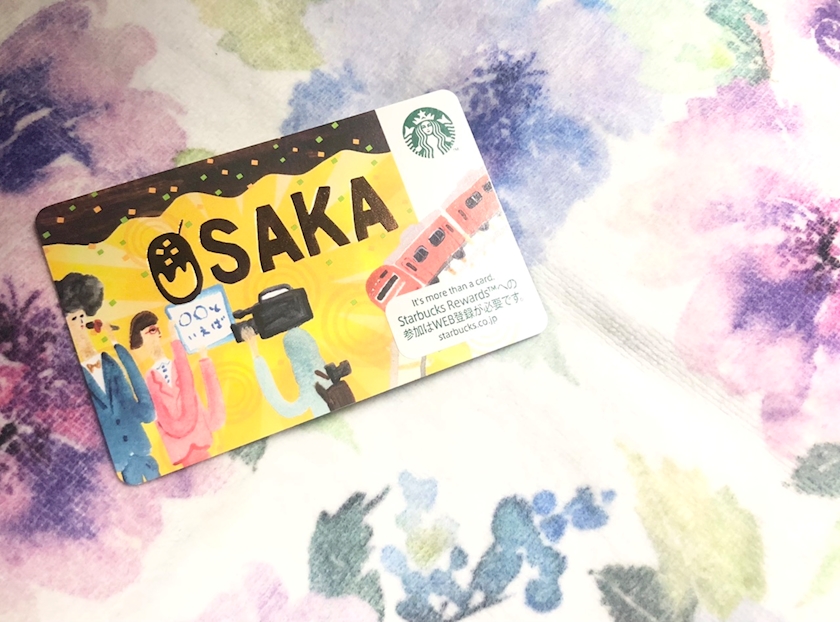 OSAKA
〇〇と
いえば
It's more than a card.
Starbucks Rewards™への
参加はWEB登録が必要です。
starbucks.co.jp